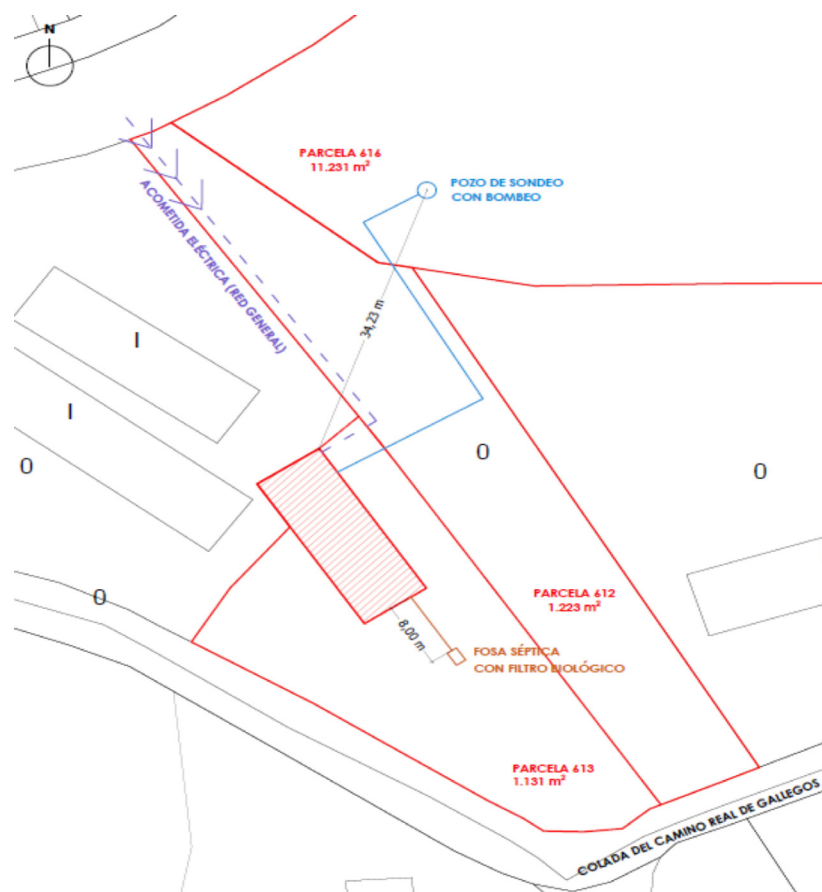 N
PARCELA 616
11.231 m²
POZO DE SONDEO
CON BOMBEO
ACOMETIDA ELÉCTRICA (RED GENERAL)
34,23 m
I
I
0
0
0
0
PARCELA 612
1.223 m²
8,00 m
FOSA SÉPTICA
CON FILTRO BIOLÓGICO
PARCELA 613
1.131 m²
COLADA DEL CAMINO REAL DE GALLEGOS